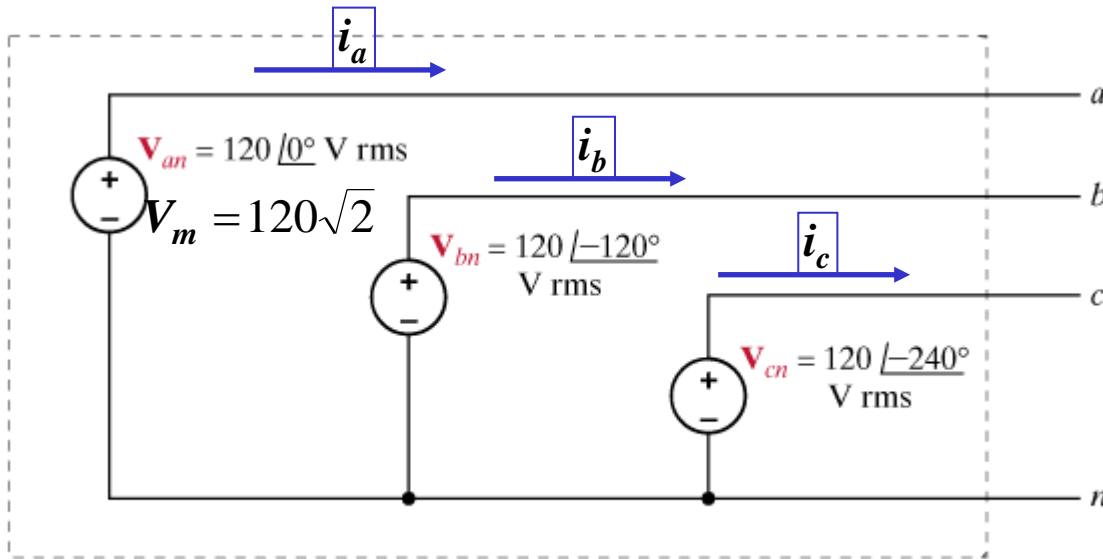 i_a
a
V_an = 120 /0° V rms
+
−
V_m = 120√2
i_b
b
V_bn = 120 /−120°
V rms
+
−
i_c
c
V_cn = 120 /−240°
V rms
+
−
n